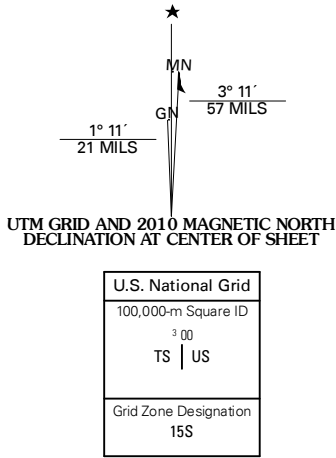 ★
MN
3° 11´
57 MILS
GN
1° 11´
21 MILS
UTM GRID AND 2010 MAGNETIC NORTH
DECLINATION AT CENTER OF SHEET
U.S. National Grid
100,000-m Square ID
3 00
TS | US
Grid Zone Designation
15S